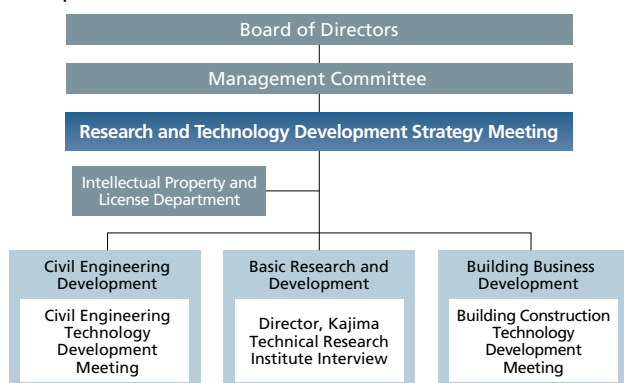 Board of Directors
Management Committee
Research and Technology Development Strategy Meeting
Intellectual Property and
License Department
Civil Engineering
Development
Civil Engineering
Technology
Development
Meeting
Basic Research and
Development
Director, Kajima
Technical Research
Institute Interview
Building Business
Development
Building Construction
Technology
Development
Meeting